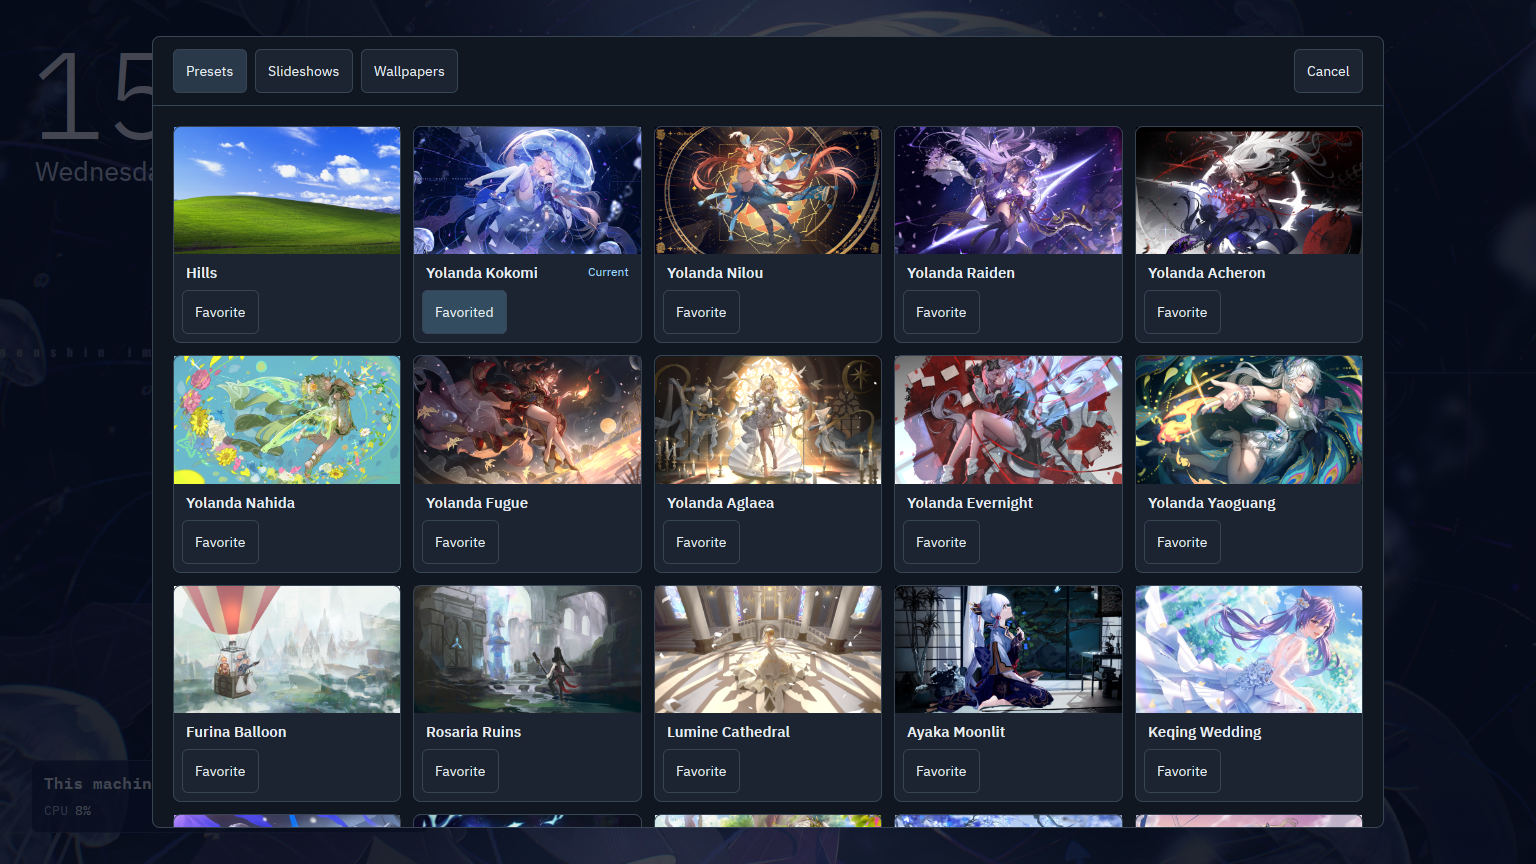 15
Wednesda
Presets
Slideshows
Wallpapers
Cancel
Hills
Favorite
Yolanda Kokomi
Current
Favorited
Yolanda Nilou
Favorite
Yolanda Raiden
Favorite
Yolanda Acheron
Favorite
genshin im
Yolanda Nahida
Favorite
Yolanda Fugue
Favorite
Yolanda Aglaea
Favorite
Yolanda Evernight
Favorite
Yolanda Yaoguang
Favorite
Furina Balloon
Favorite
Rosaria Ruins
Favorite
Lumine Cathedral
Favorite
Ayaka Moonlit
Favorite
Keqing Wedding
Favorite
This machin
CPU 8%